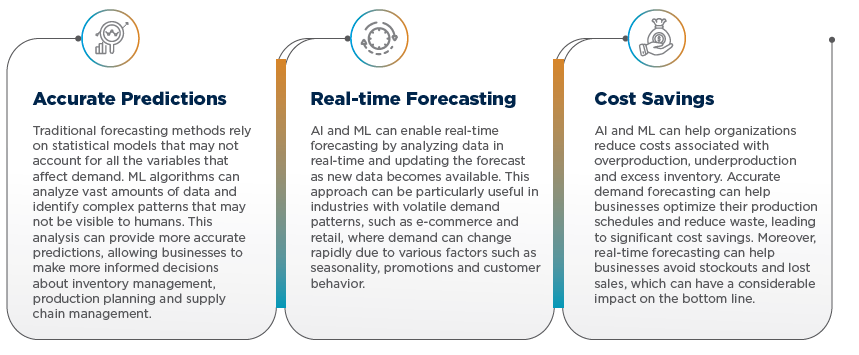 Accurate Predictions
Traditional forecasting methods rely
on statistical models that may not
account for all the variables that
affect demand. ML algorithms can
analyze vast amounts of data and
identify complex patterns that may
not be visible to humans. This
analysis can provide more accurate
predictions, allowing businesses to
make more informed decisions
about inventory management,
production planning and supply
chain management.
Real-time Forecasting
AI and ML can enable real-time
forecasting by analyzing data in
real-time and updating the forecast
as new data becomes available. This
approach can be particularly useful in
industries with volatile demand
patterns, such as e-commerce and
retail, where demand can change
rapidly due to various factors such as
seasonality, promotions and customer
behavior.
Cost Savings
AI and ML can help organizations
reduce costs associated with
overproduction, underproduction
and excess inventory. Accurate
demand forecasting can help
businesses optimize their production
schedules and reduce waste, leading
to significant cost savings. Moreover,
real-time forecasting can help
businesses avoid stockouts and lost
sales, which can have a considerable
impact on the bottom line.